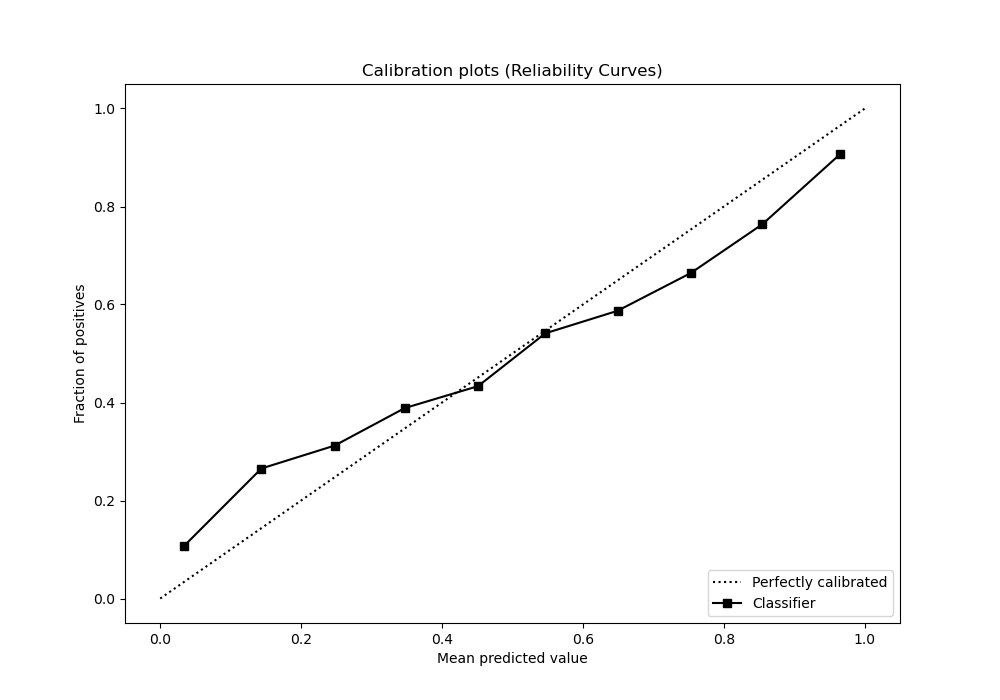 Calibration plots (Reliability Curves)
Fraction of positives
1.0
0.8
0.6
0.4
0.2
0.0
0.0 0.2 0.4 0.6 0.8 1.0
Mean predicted value
Perfectly calibrated
Classifier